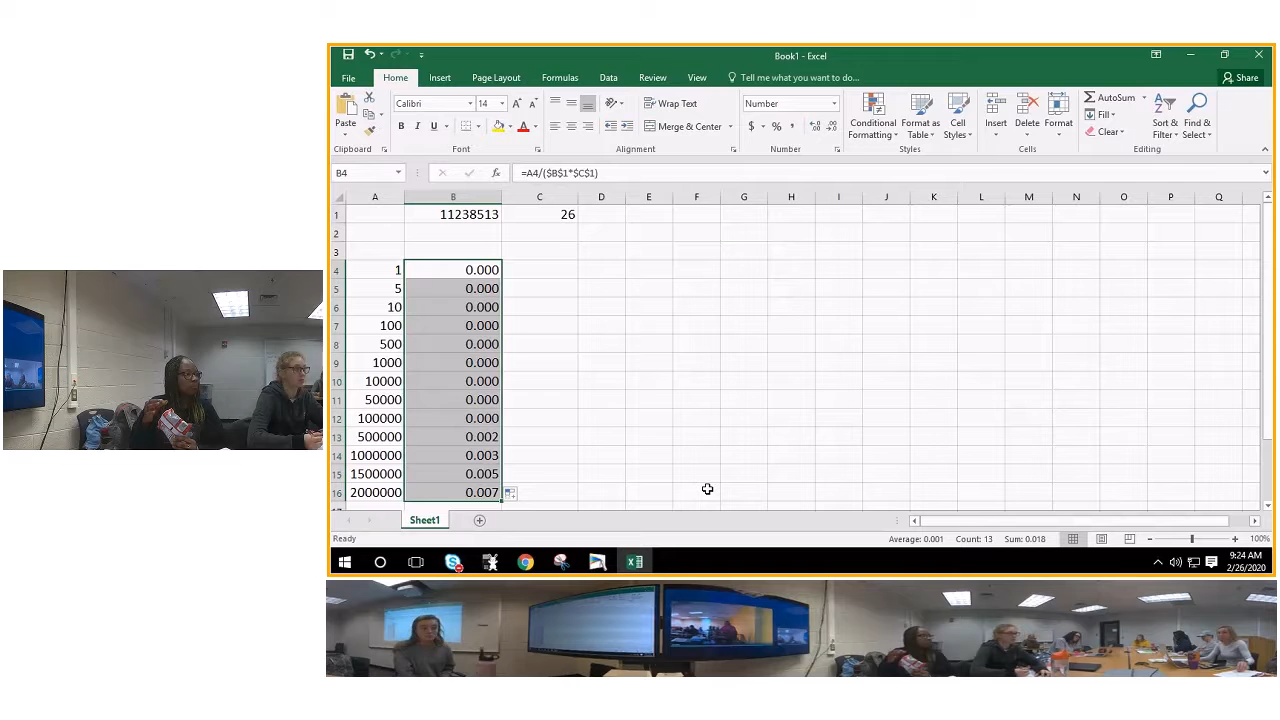 Book1 - Excel
File Home Insert Page Layout Formulas Data Review View Tell me what you want to do... Share
Paste
Clipboard
Calibri 14
B I U
Font
Wrap Text
Merge & Center
Alignment
Number
$ % ,
Number
Conditional Formatting
Format as Table
Cell Styles
Styles
Insert Delete Format
Cells
AutoSum
Fill
Clear
Sort & Filter
Find & Select
Editing
B4 fx =A4/($B$1*$C$1)
A B C D E F G H I J K L M N O P Q
1 11238513 26
2
3
4 1 0.000
5 5 0.000
6 10 0.000
7 100 0.000
8 500 0.000
9 1000 0.000
10 10000 0.000
11 50000 0.000
12 100000 0.000
13 500000 0.002
14 1000000 0.003
15 1500000 0.005
16 2000000 0.007
Sheet1
Ready Average: 0.001 Count: 13 Sum: 0.018 100%
9:24 AM
2/26/2020